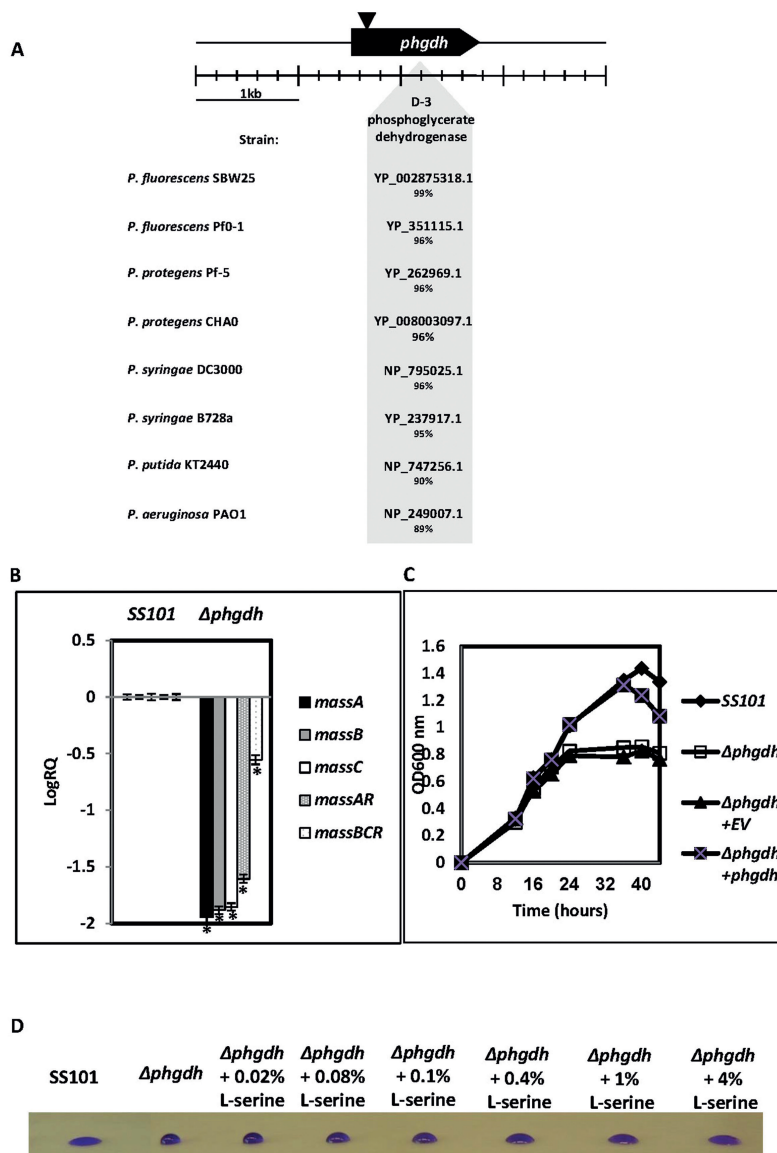 A
phgdh
1kb
D-3
phosphoglycerate
dehydrogenase
Strain:
P. fluorescens SBW25
YP_002875318.1
99%
P. fluorescens Pf0-1
YP_351115.1
96%
P. protegens Pf-5
YP_262969.1
96%
P. protegens CHA0
YP_008003097.1
96%
P. syringae DC3000
NP_795025.1
96%
P. syringae B728a
YP_237917.1
95%
P. putida KT2440
NP_747256.1
90%
P. aeruginosa PAO1
NP_249007.1
89%
B
SS101 Δphgdh
0.5
0
-0.5
-1
-1.5
-2
LogRQ
* * * * *
massA
massB
massC
massAR
massBCR
C
1.6
1.4
1.2
1
0.8
0.6
0.4
0.2
0
OD600 nm
0 8 16 24 32 40
Time (hours)
SS101
Δphgdh
Δphgdh
+EV
Δphgdh
+phgdh
D
SS101
Δphgdh
Δphgdh
+ 0.02%
L-serine
Δphgdh
+ 0.08%
L-serine
Δphgdh
+ 0.1%
L-serine
Δphgdh
+ 0.4%
L-serine
Δphgdh
+ 1%
L-serine
Δphgdh
+ 4%
L-serine